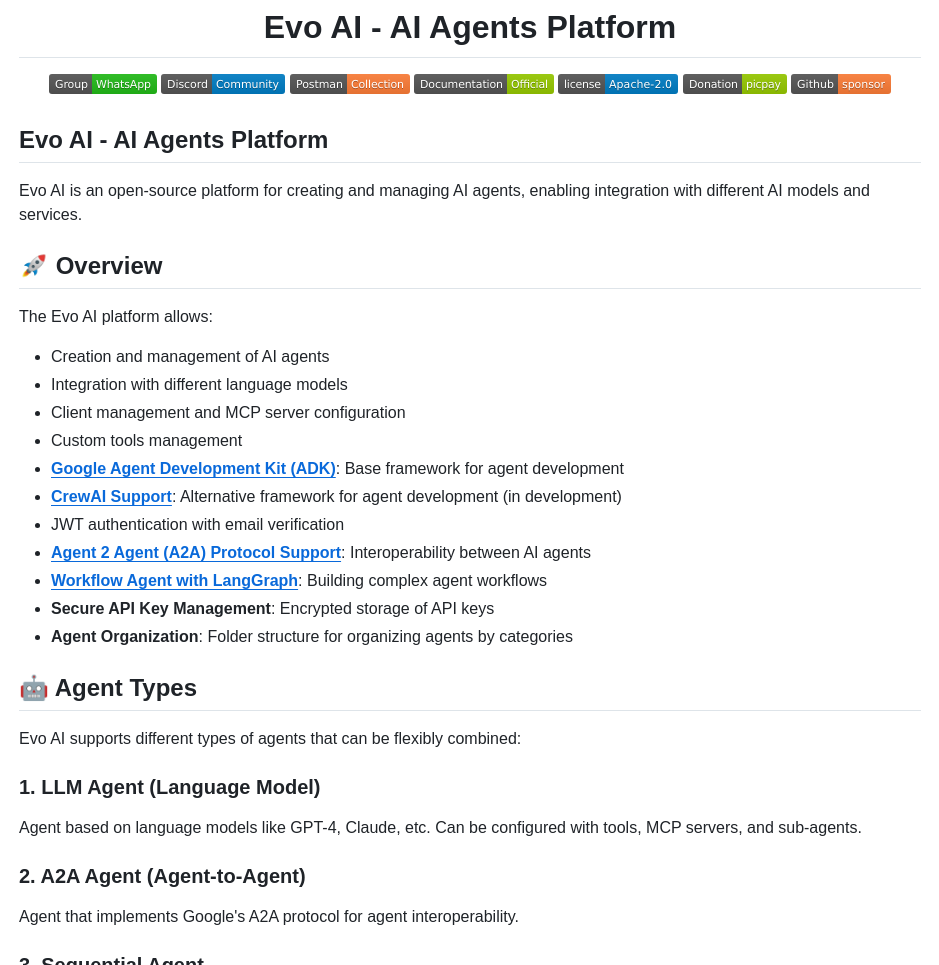 Evo AI - AI Agents Platform
Group WhatsApp Discord Community Postman Collection Documentation Official license Apache-2.0 Donation picpay Github sponsor
Evo AI - AI Agents Platform
Evo AI is an open-source platform for creating and managing AI agents, enabling integration with different AI models and
services.
🚀 Overview
The Evo AI platform allows:
• Creation and management of AI agents
• Integration with different language models
• Client management and MCP server configuration
• Custom tools management
• Google Agent Development Kit (ADK): Base framework for agent development
• CrewAI Support: Alternative framework for agent development (in development)
• JWT authentication with email verification
• Agent 2 Agent (A2A) Protocol Support: Interoperability between AI agents
• Workflow Agent with LangGraph: Building complex agent workflows
• Secure API Key Management: Encrypted storage of API keys
• Agent Organization: Folder structure for organizing agents by categories
🤖 Agent Types
Evo AI supports different types of agents that can be flexibly combined:
1. LLM Agent (Language Model)
Agent based on language models like GPT-4, Claude, etc. Can be configured with tools, MCP servers, and sub-agents.
2. A2A Agent (Agent-to-Agent)
Agent that implements Google's A2A protocol for agent interoperability.
3. Sequential Agent